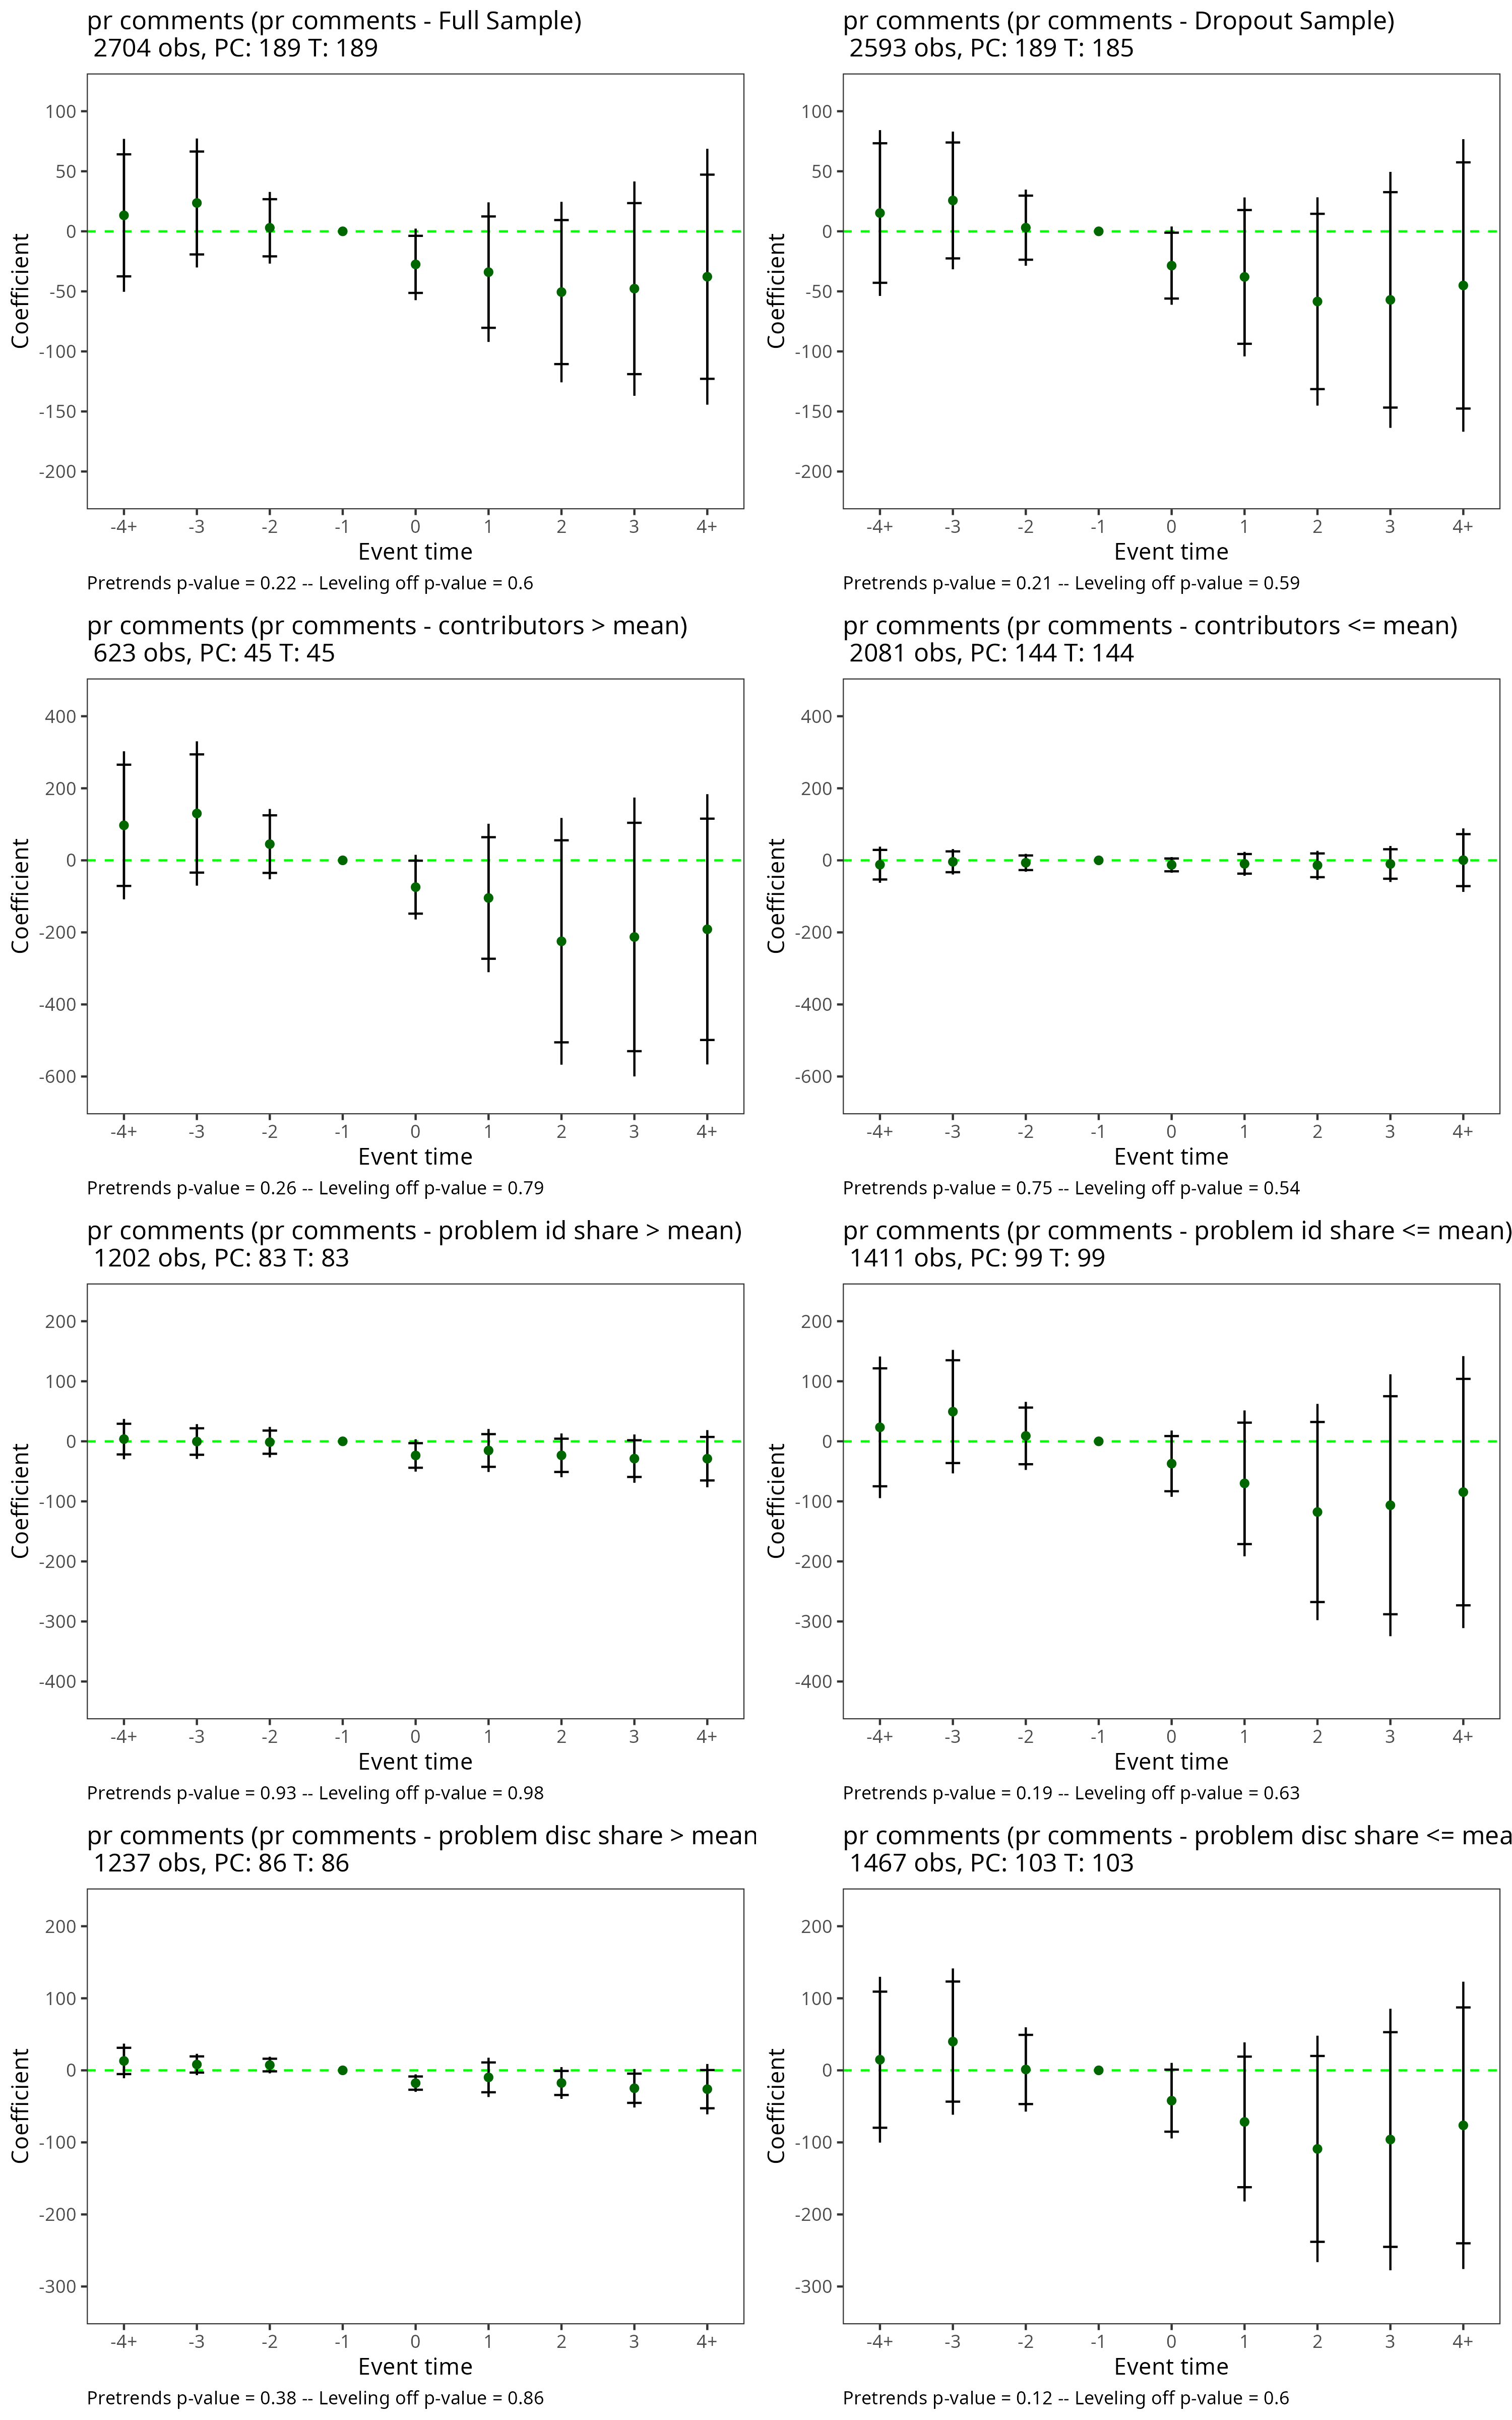 pr comments (pr comments - Full Sample)
2704 obs, PC: 189 T: 189
100
50
0
-50
-100
-150
-200
Coefficient
-4+ -3 -2 -1 0 1 2 3 4+
Event time
Pretrends p-value = 0.22 -- Leveling off p-value = 0.6
pr comments (pr comments - Dropout Sample)
2593 obs, PC: 189 T: 185
100
50
0
-50
-100
-150
-200
Coefficient
-4+ -3 -2 -1 0 1 2 3 4+
Event time
Pretrends p-value = 0.21 -- Leveling off p-value = 0.59
pr comments (pr comments - contributors > mean)
623 obs, PC: 45 T: 45
400
200
0
-200
-400
-600
Coefficient
-4+ -3 -2 -1 0 1 2 3 4+
Event time
Pretrends p-value = 0.26 -- Leveling off p-value = 0.79
pr comments (pr comments - contributors <= mean)
2081 obs, PC: 144 T: 144
400
200
0
-200
-400
-600
Coefficient
-4+ -3 -2 -1 0 1 2 3 4+
Event time
Pretrends p-value = 0.75 -- Leveling off p-value = 0.54
pr comments (pr comments - problem id share > mean)
1202 obs, PC: 83 T: 83
200
100
0
-100
-200
-300
-400
Coefficient
-4+ -3 -2 -1 0 1 2 3 4+
Event time
Pretrends p-value = 0.93 -- Leveling off p-value = 0.98
pr comments (pr comments - problem id share <= mean)
1411 obs, PC: 99 T: 99
200
100
0
-100
-200
-300
-400
Coefficient
-4+ -3 -2 -1 0 1 2 3 4+
Event time
Pretrends p-value = 0.19 -- Leveling off p-value = 0.63
pr comments (pr comments - problem disc share > mean
1237 obs, PC: 86 T: 86
200
100
0
-100
-200
-300
Coefficient
-4+ -3 -2 -1 0 1 2 3 4+
Event time
Pretrends p-value = 0.38 -- Leveling off p-value = 0.86
pr comments (pr comments - problem disc share <= mea
1467 obs, PC: 103 T: 103
200
100
0
-100
-200
-300
Coefficient
-4+ -3 -2 -1 0 1 2 3 4+
Event time
Pretrends p-value = 0.12 -- Leveling off p-value = 0.6